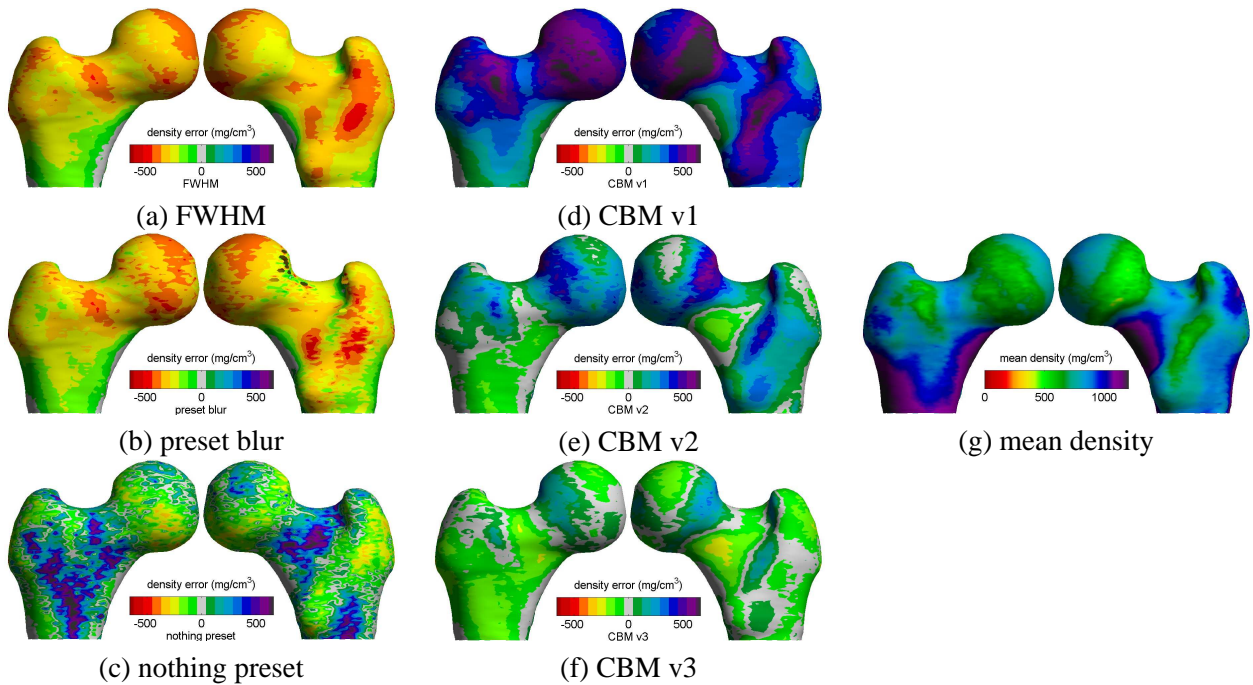 density error (mg/cm³)
-500 0 500
FWHM
(a) FWHM
density error (mg/cm³)
-500 0 500
CBM v1
(d) CBM v1
density error (mg/cm³)
-500 0 500
preset blur
(b) preset blur
density error (mg/cm³)
-500 0 500
CBM v2
(e) CBM v2
mean density (mg/cm³)
0 500 1000
(g) mean density
density error (mg/cm³)
-500 0 500
nothing preset
(c) nothing preset
density error (mg/cm³)
-500 0 500
CBM v3
(f) CBM v3